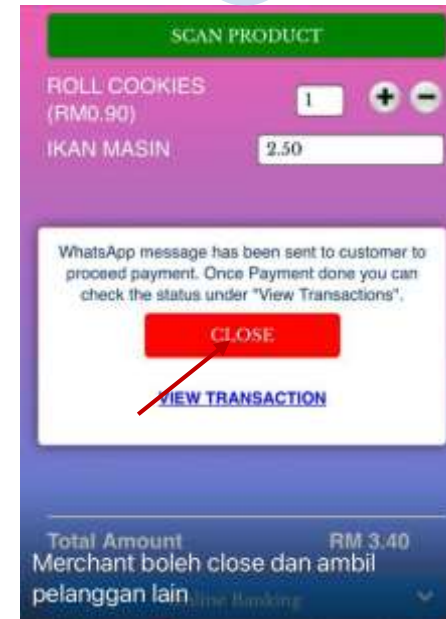 SCAN PRODUCT
ROLL COOKIES
(RM0.90)
1
IKAN MASIN
2.50
WhatsApp message has been sent to customer to
proceed payment. Once Payment done you can
check the status under "View Transactions".
CLOSE
VIEW TRANSACTION
Total Amount
RM 3.40
Merchant boleh close dan ambil
pelanggan lain
Banking